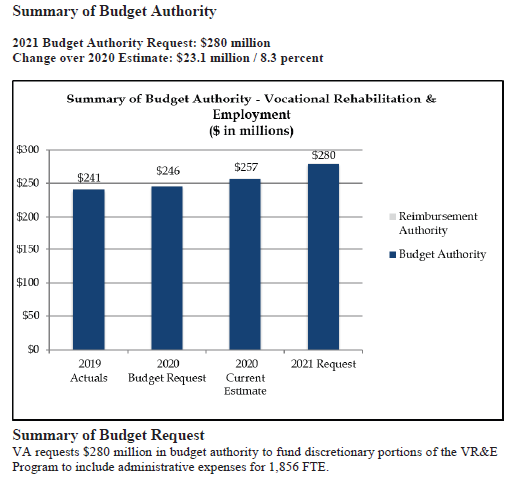 Summary of Budget Authority
2021 Budget Authority Request: $280 million
Change over 2020 Estimate: $23.1 million / 8.3 percent
Summary of Budget Authority - Vocational Rehabilitation &
Employment
($ in millions)
$300
$250
$200
$150
$100
$50
$0
$241
$246
$257
$280
2019
Actuals
2020
Budget Request
2020
Current
Estimate
2021 Request
Reimbursement
Authority
Budget Authority
Summary of Budget Request
VA requests $280 million in budget authority to fund discretionary portions of the VR&E
Program to include administrative expenses for 1,856 FTE.